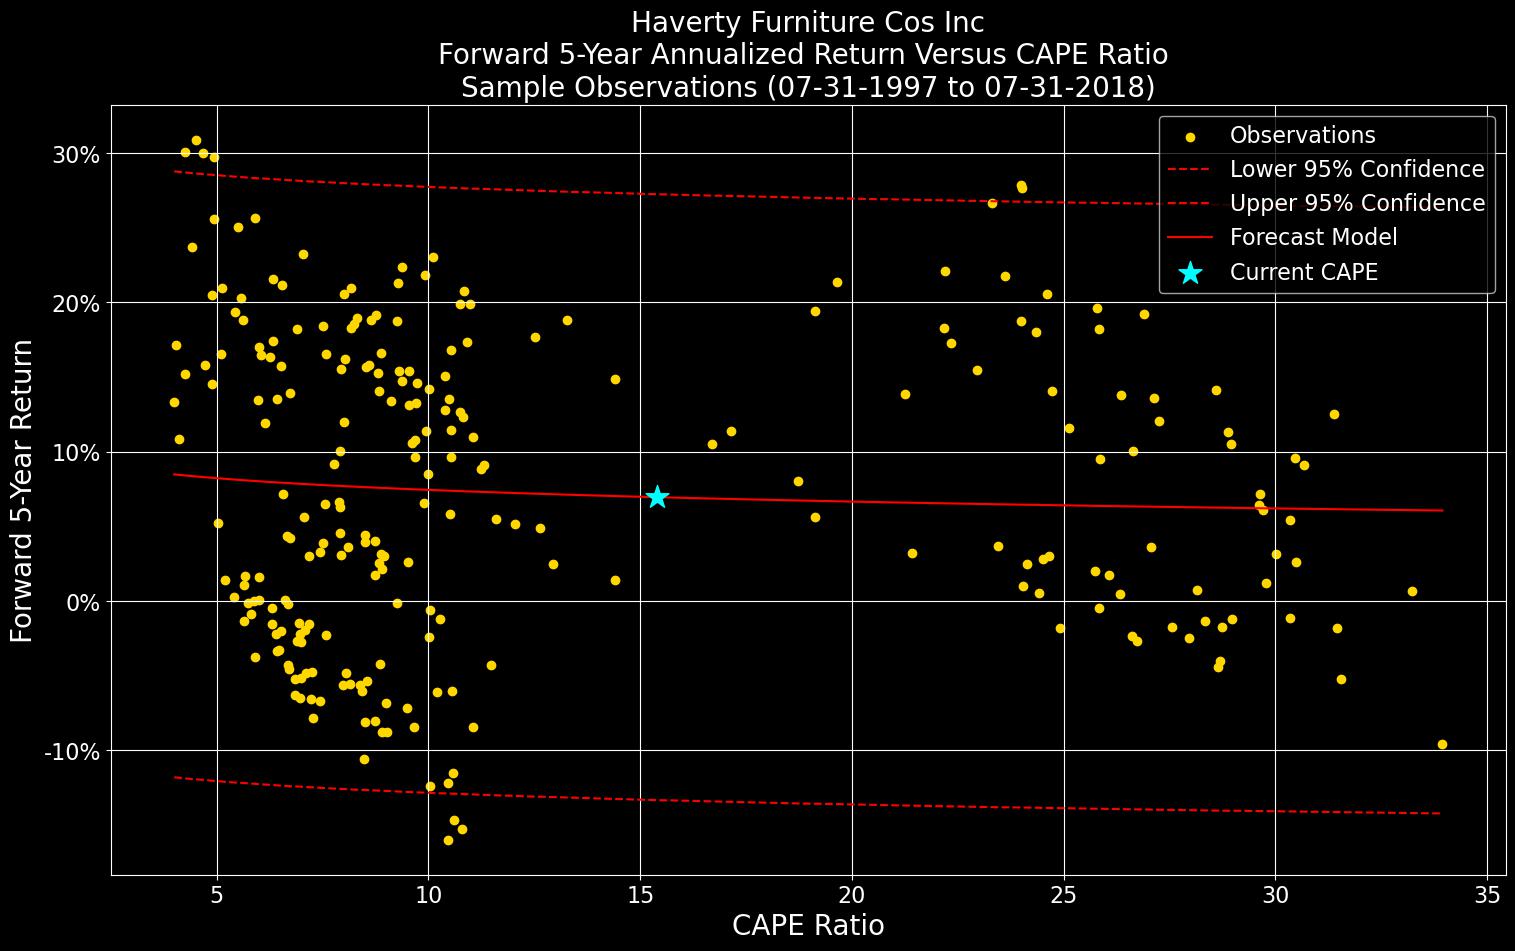 Haverty Furniture Cos Inc
Forward 5-Year Annualized Return Versus CAPE Ratio
Sample Observations (07-31-1997 to 07-31-2018)
Observations
Lower 95% Confidence
Upper 95% Confidence
Forecast Model
Current CAPE
Forward 5-Year Return
30%
20%
10%
0%
-10%
5 10 15 20 25 30 35
CAPE Ratio